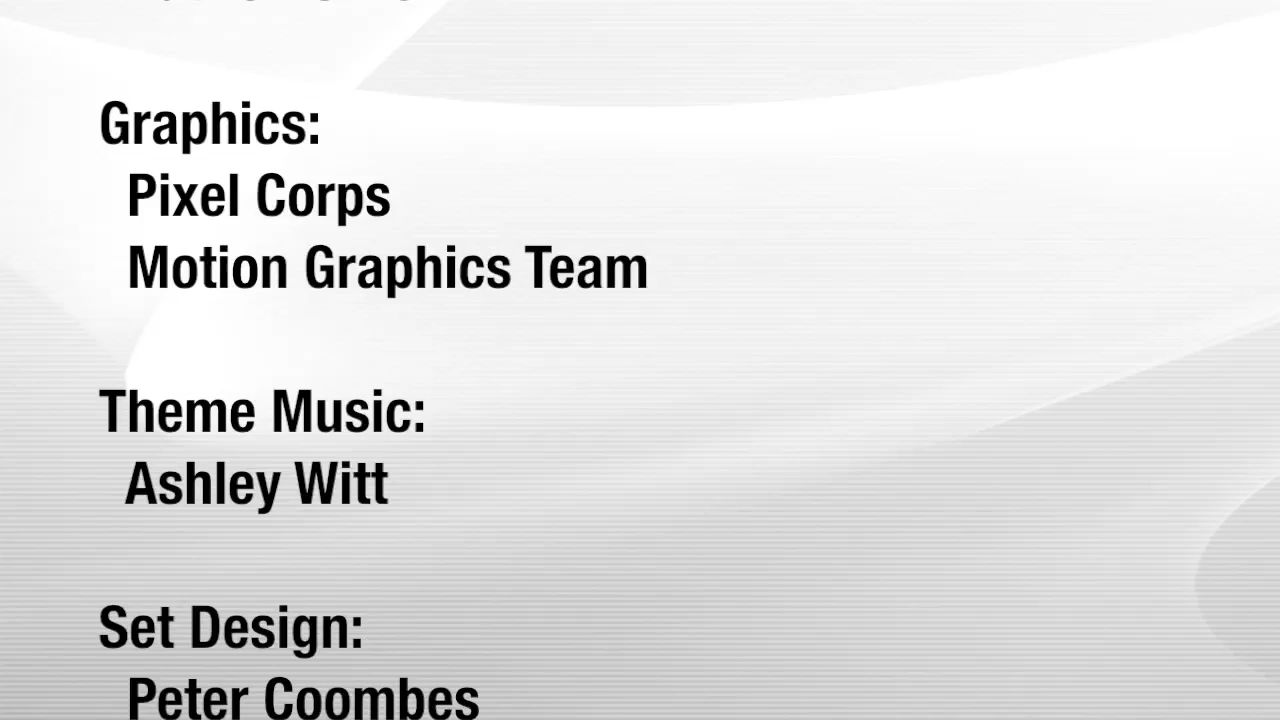 Graphics:
Pixel Corps
Motion Graphics Team
Theme Music:
Ashley Witt
Set Design:
Peter Coombes